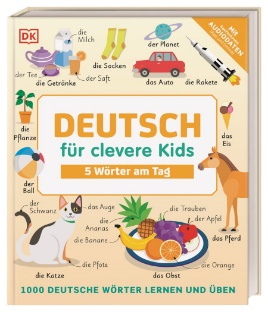 DK
die
Milch
die Socken
der Planet
MIT
AUDIODATEN
der Tee
der Saft
die Getränke
das Auto
die Rakete
die
Pflanze
DEUTSCH
für clevere Kids
5 Wörter am Tag
das
Eis
der
Ball
der
Schwanz
das Auge
die
Ananas
die Banane
die Trauben
der Apfel
das Pferd
die Katze
die Pfote
das Obst
die Orange
1000 DEUTSCHE WÖRTER LERNEN UND ÜBEN